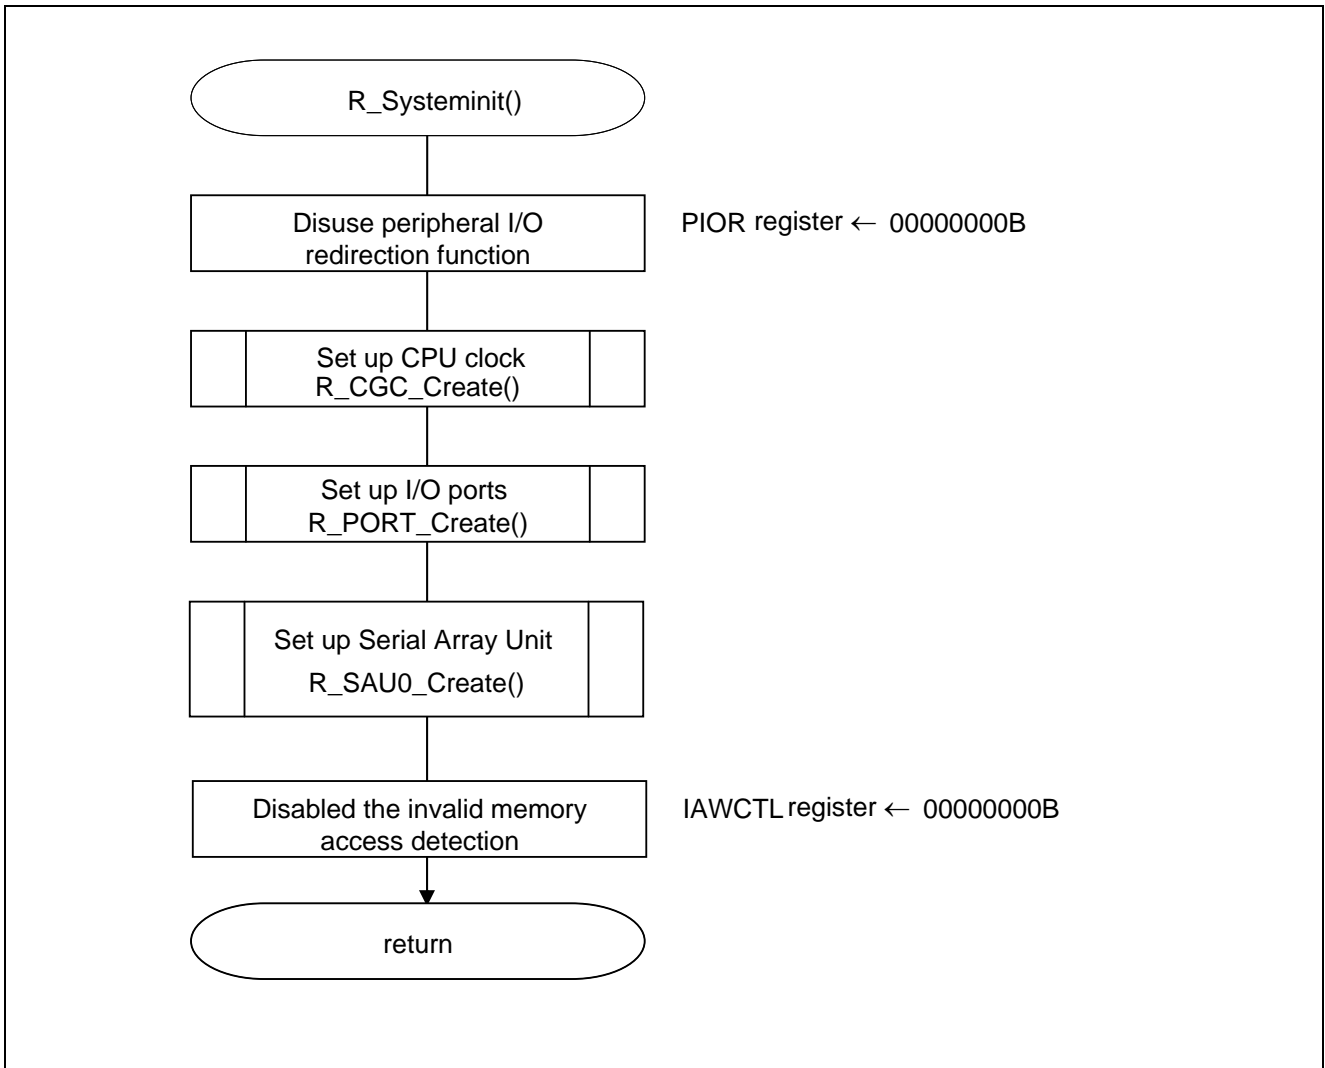 R_Systeminit()
Disuse peripheral I/O
redirection function
PIOR register ← 00000000B
Set up CPU clock
R_CGC_Create()
Set up I/O ports
R_PORT_Create()
Set up Serial Array Unit
R_SAU0_Create()
Disabled the invalid memory
access detection
IAWCTL register ← 00000000B
return